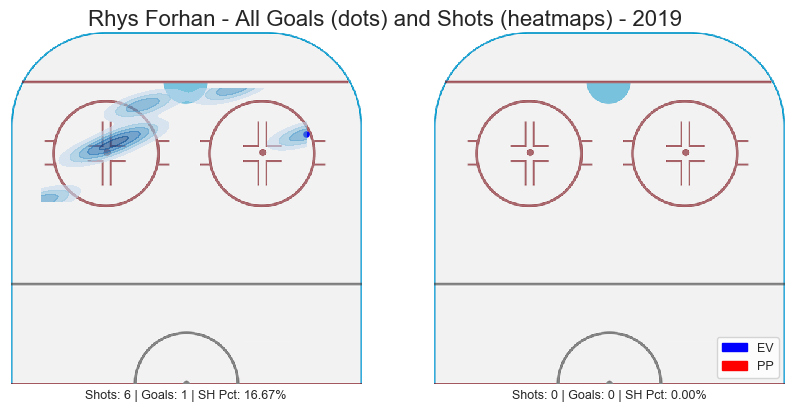 Rhys Forhan - All Goals (dots) and Shots (heatmaps) - 2019
EV
PP
Shots: 6 | Goals: 1 | SH Pct: 16.67%
Shots: 0 | Goals: 0 | SH Pct: 0.00%